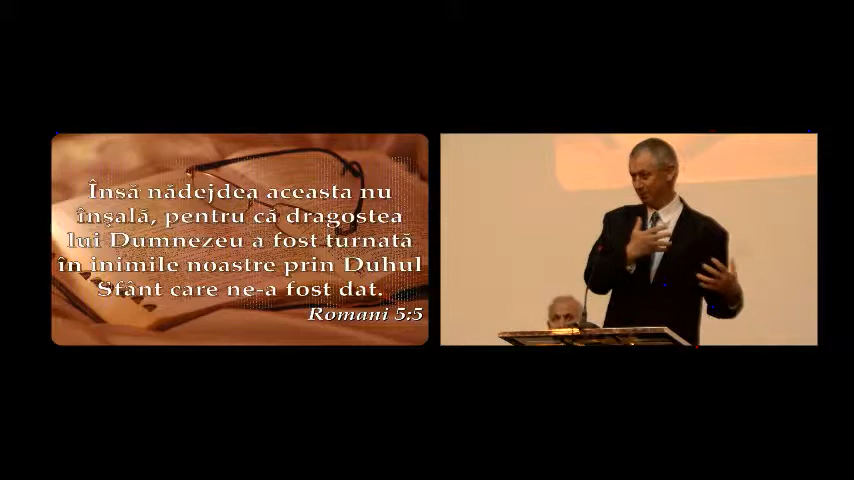 Însă nădejdea aceasta nu
înşală, pentru că dragostea
lui Dumnezeu a fost turnată
în inimile noastre prin Duhul
Sfânt care ne-a fost dat.
Romani 5:5